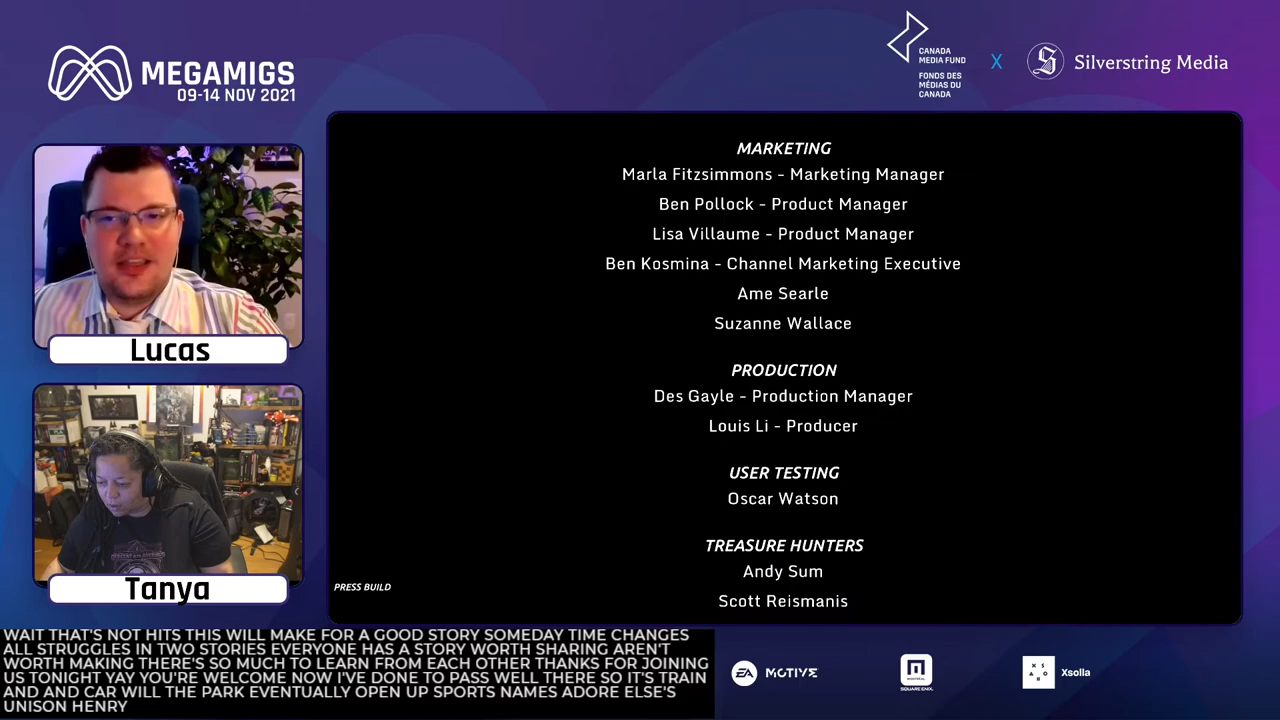 MEGAMIGS
09-14 NOV 2021
CANADA
MEDIA FUND
FONDS DES
MÉDIAS DU
CANADA
X
S
Silverstring Media
Lucas
Tanya
MARKETING
Marla Fitzsimmons - Marketing Manager
Ben Pollock - Product Manager
Lisa Villaume - Product Manager
Ben Kosmina - Channel Marketing Executive
Ame Searle
Suzanne Wallace
PRODUCTION
Des Gayle - Production Manager
Louis Li - Producer
USER TESTING
Oscar Watson
TREASURE HUNTERS
Andy Sum
Scott Reismanis
PRESS BUILD
WAIT THAT'S NOT HITS THIS WILL MAKE FOR A GOOD STORY SOMEDAY TIME CHANGES
ALL STRUGGLES IN TWO STORIES EVERYONE HAS A STORY WORTH SHARING AREN'T
WORTH MAKING THERE'S SO MUCH TO LEARN FROM EACH OTHER THANKS FOR JOINING
US TONIGHT YAY YOU'RE WELCOME NOW I'VE DONE TO PASS WELL THERE SO IT'S TRAIN
AND AND CAR WILL THE PARK EVENTUALLY OPEN UP SPORTS NAMES ADORE ELSE'S
UNISON HENRY
EA MOTIVE
MONTRÉAL
SQUARE ENIX
XSOLLA
Xsolla